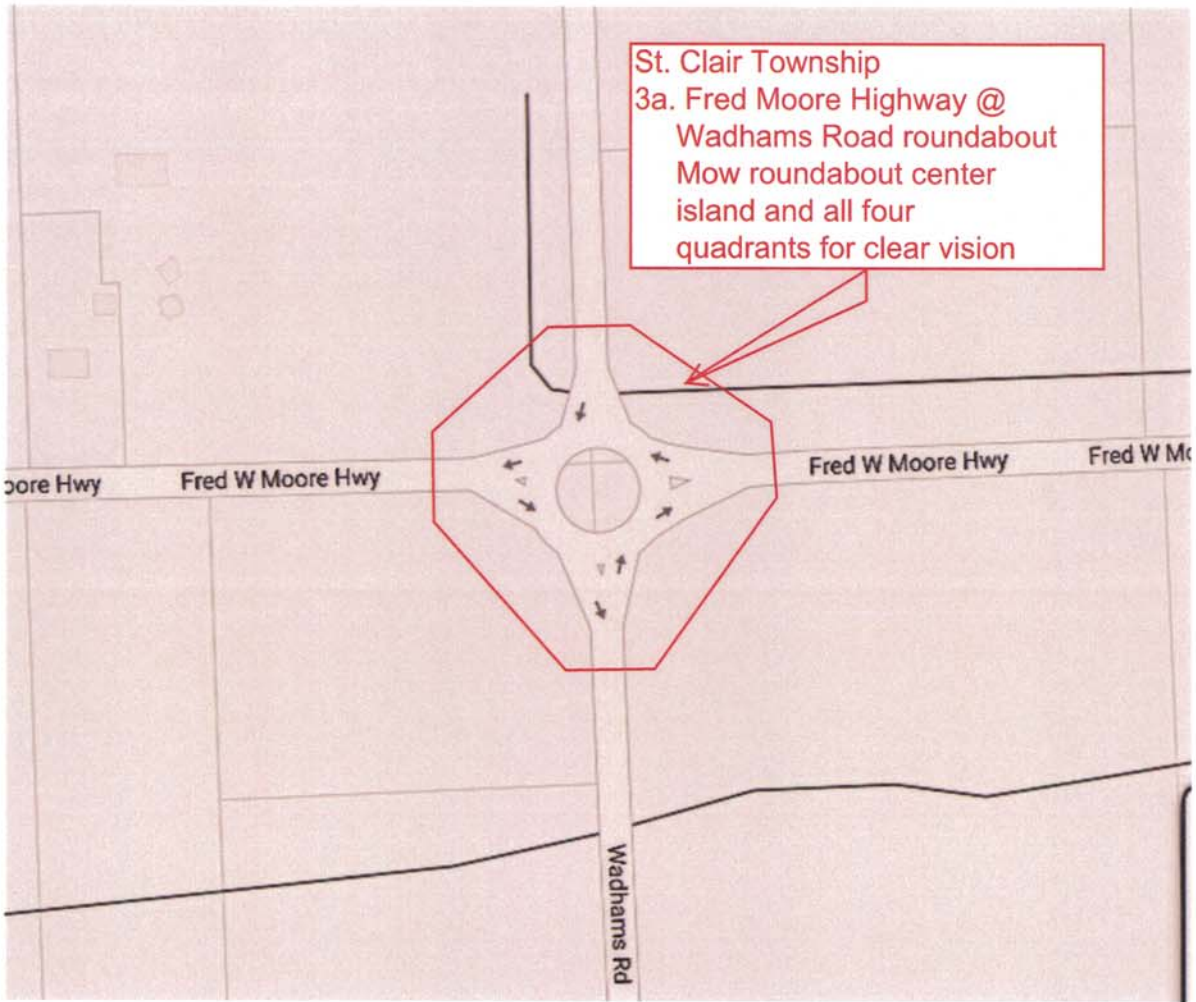 St. Clair Township
3a. Fred Moore Highway @
Wadhams Road roundabout
Mow roundabout center
island and all four
quadrants for clear vision
oore Hwy
Fred W Moore Hwy
Fred W Moore Hwy
Fred W Mo
Wadhams Rd